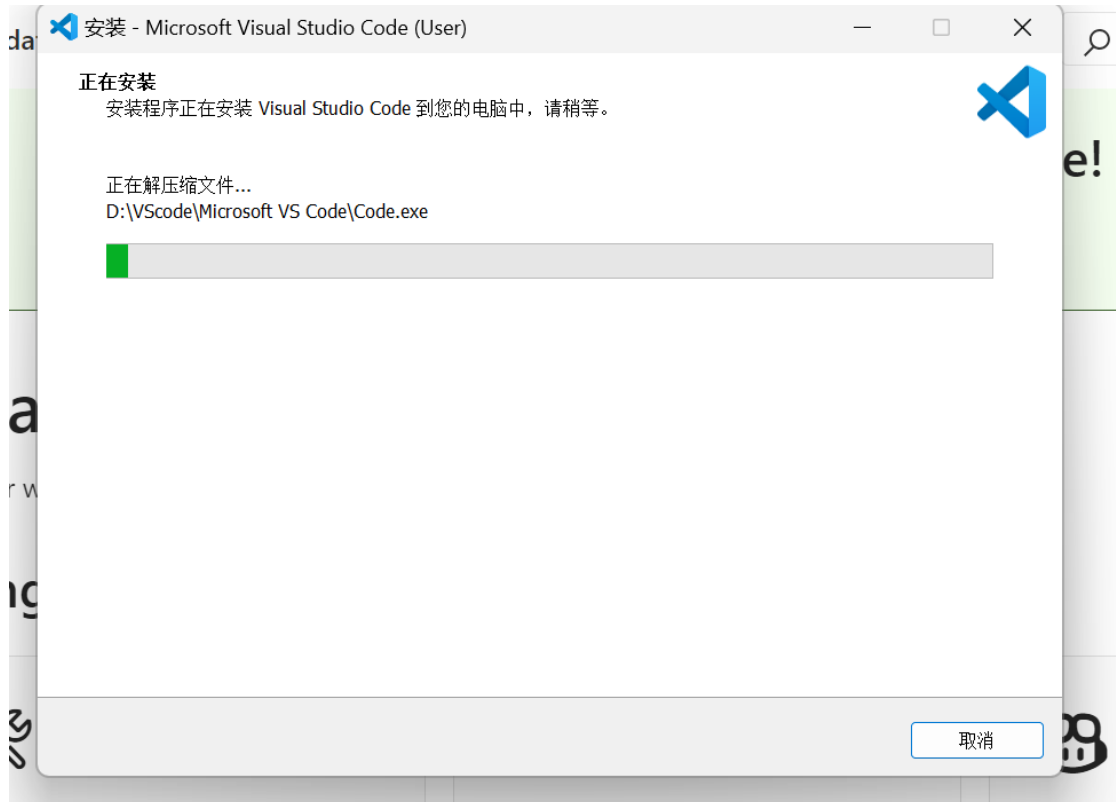 安装 - Microsoft Visual Studio Code (User)
正在安装
安装程序正在安装 Visual Studio Code 到您的电脑中，请稍等。
正在解压缩文件...
D:\VScode\Microsoft VS Code\Code.exe
取消
e!